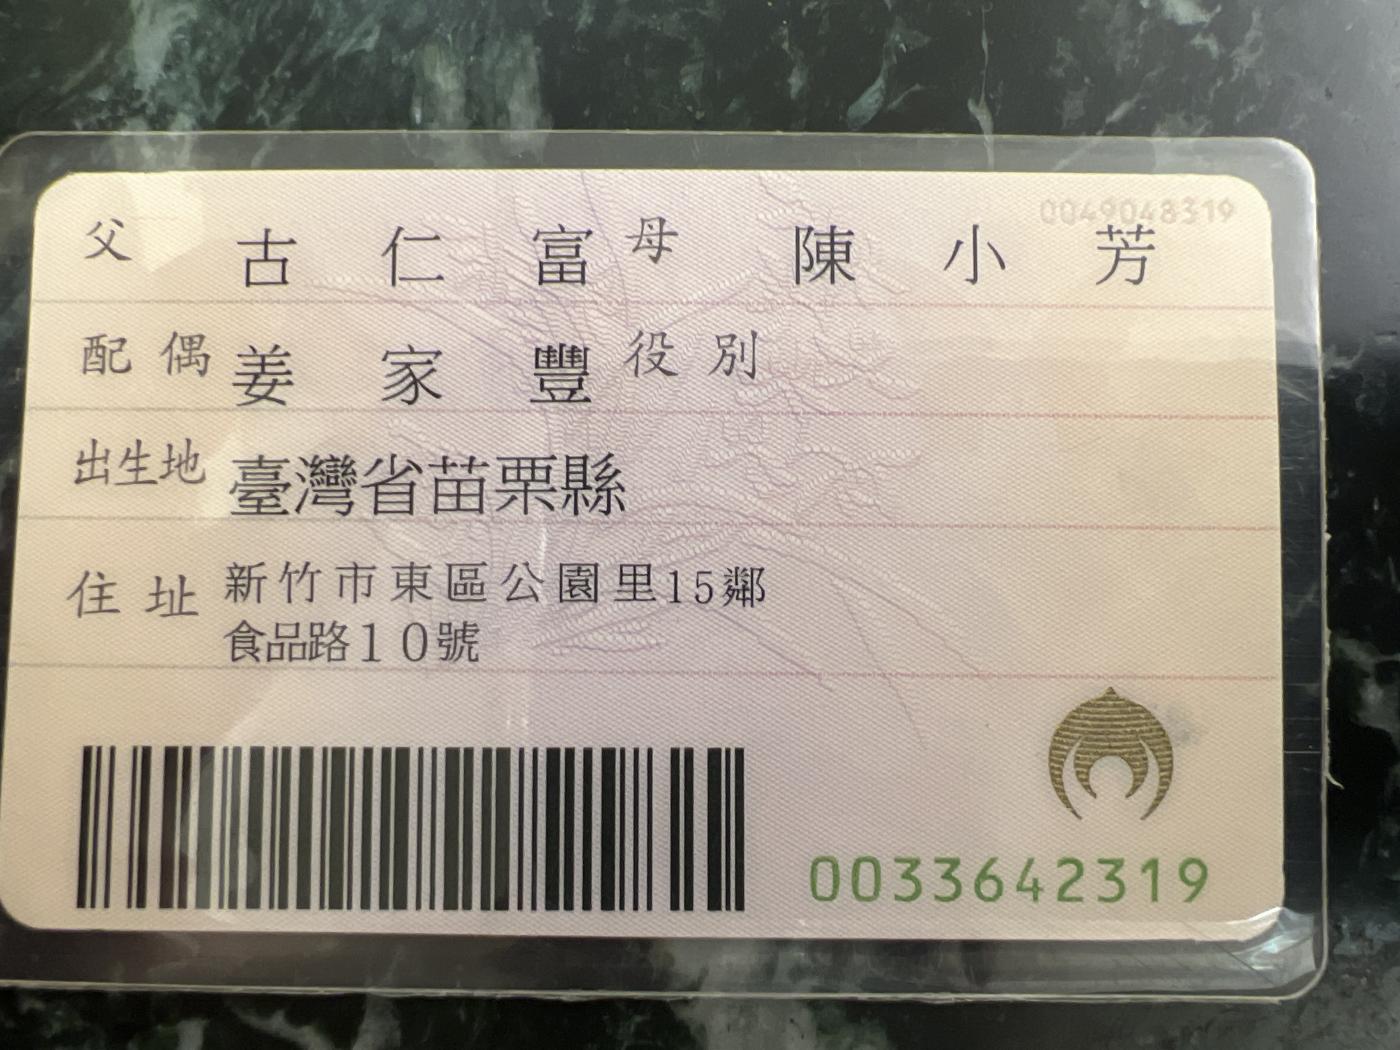 0049048319
父 古仁富 母 陳小芳
配偶 姜家豐 役別
出生地 臺灣省苗栗縣
住址 新竹市東區公園里15鄰
食品路10號
0033642319